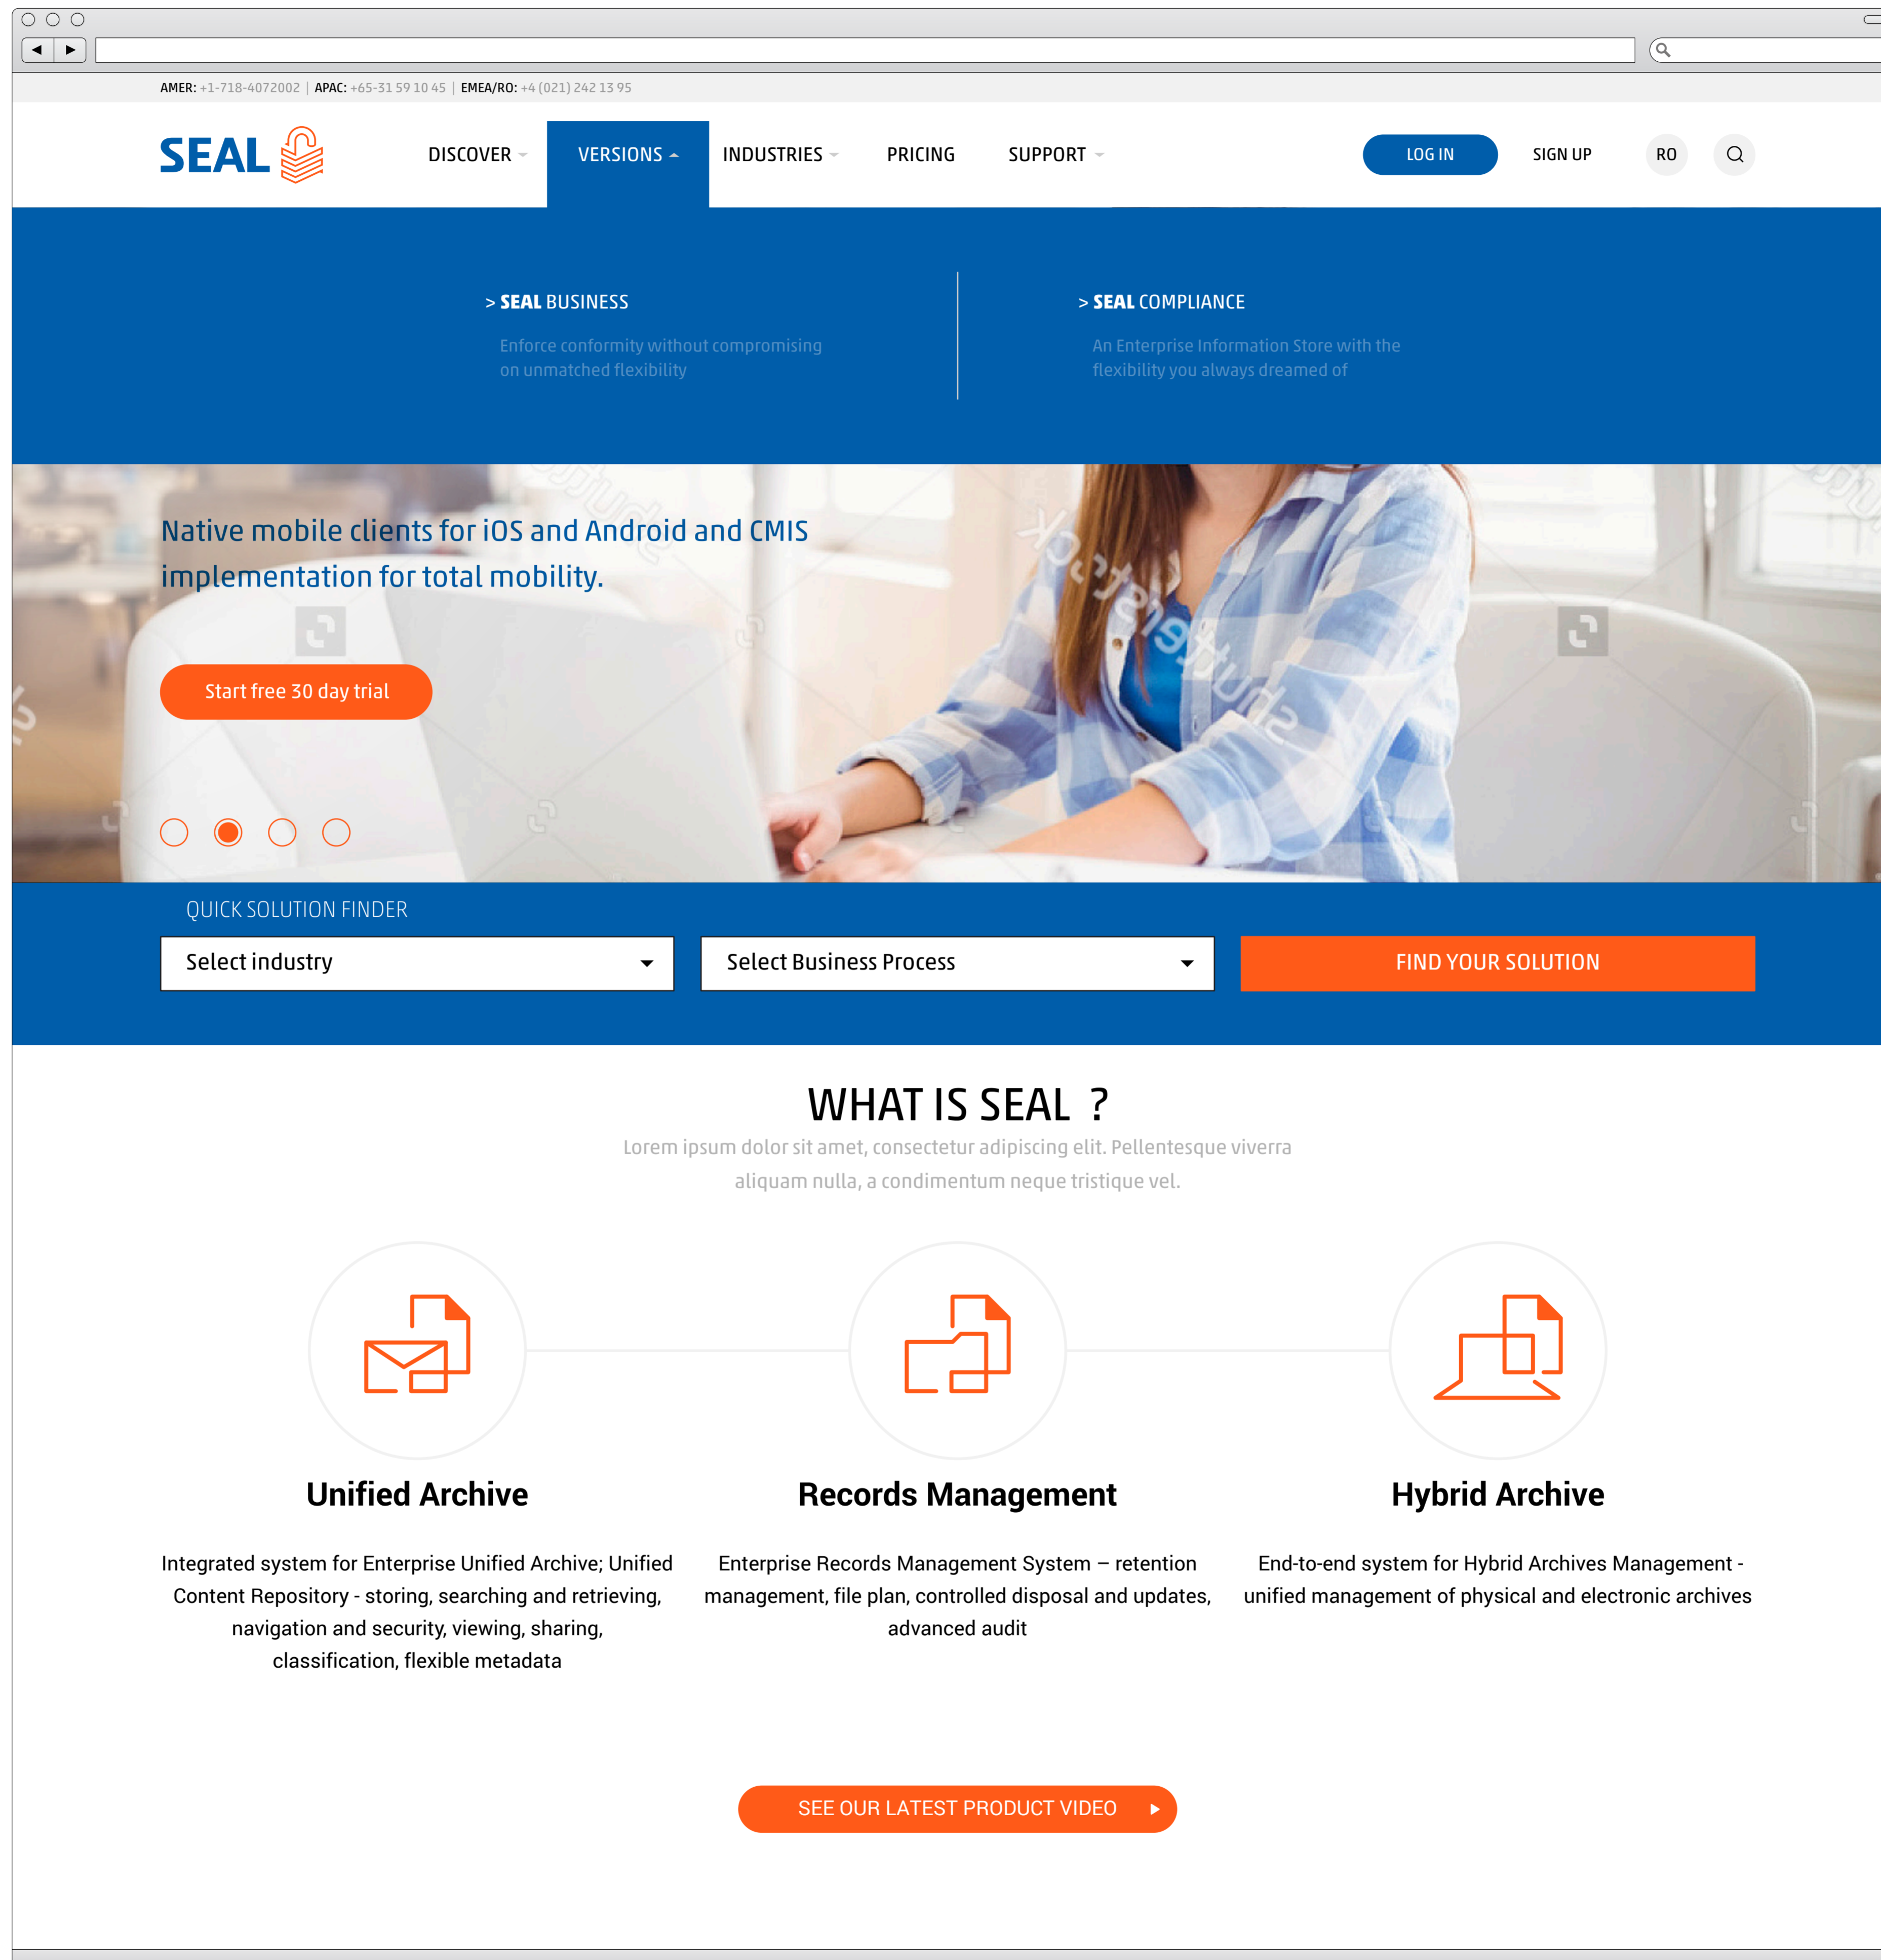 AMER: +1-718-4072002 | APAC: +65-31 59 10 45 | EMEA/RO: +4 (021) 242 13 95
SEAL
DISCOVER
VERSIONS
INDUSTRIES
PRICING
SUPPORT
LOG IN
SIGN UP
RO
> SEAL BUSINESS
Enforce conformity without compromising
on unmatched flexibility
> SEAL COMPLIANCE
An Enterprise Information Store with the
flexibility you always dreamed of
Native mobile clients for iOS and Android and CMIS
implementation for total mobility.
shutterstock
Start free 30 day trial
QUICK SOLUTION FINDER
Select industry
Select Business Process
FIND YOUR SOLUTION
WHAT IS SEAL ?
Lorem ipsum dolor sit amet, consectetur adipiscing elit. Pellentesque viverra
aliquam nulla, a condimentum neque tristique vel.
Unified Archive
Integrated system for Enterprise Unified Archive; Unified
Content Repository - storing, searching and retrieving,
navigation and security, viewing, sharing,
classification, flexible metadata
Records Management
Enterprise Records Management System – retention
management, file plan, controlled disposal and updates,
advanced audit
Hybrid Archive
End-to-end system for Hybrid Archives Management -
unified management of physical and electronic archives
SEE OUR LATEST PRODUCT VIDEO